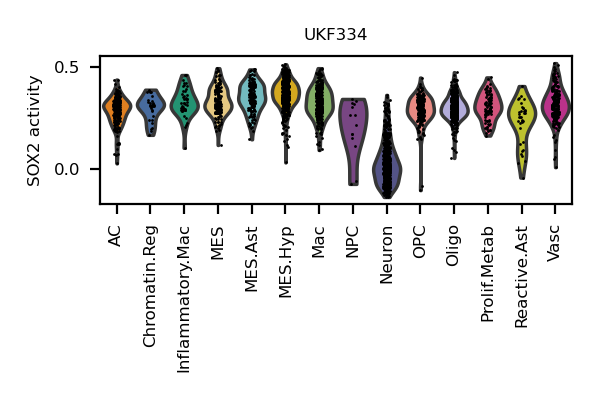 UKF334
SOX2 activity
0.5
0.0
AC
Chromatin.Reg
Inflammatory.Mac
MES
MES.Ast
MES.Hyp
Mac
NPC
Neuron
OPC
Oligo
Prolif.Metab
Reactive.Ast
Vasc